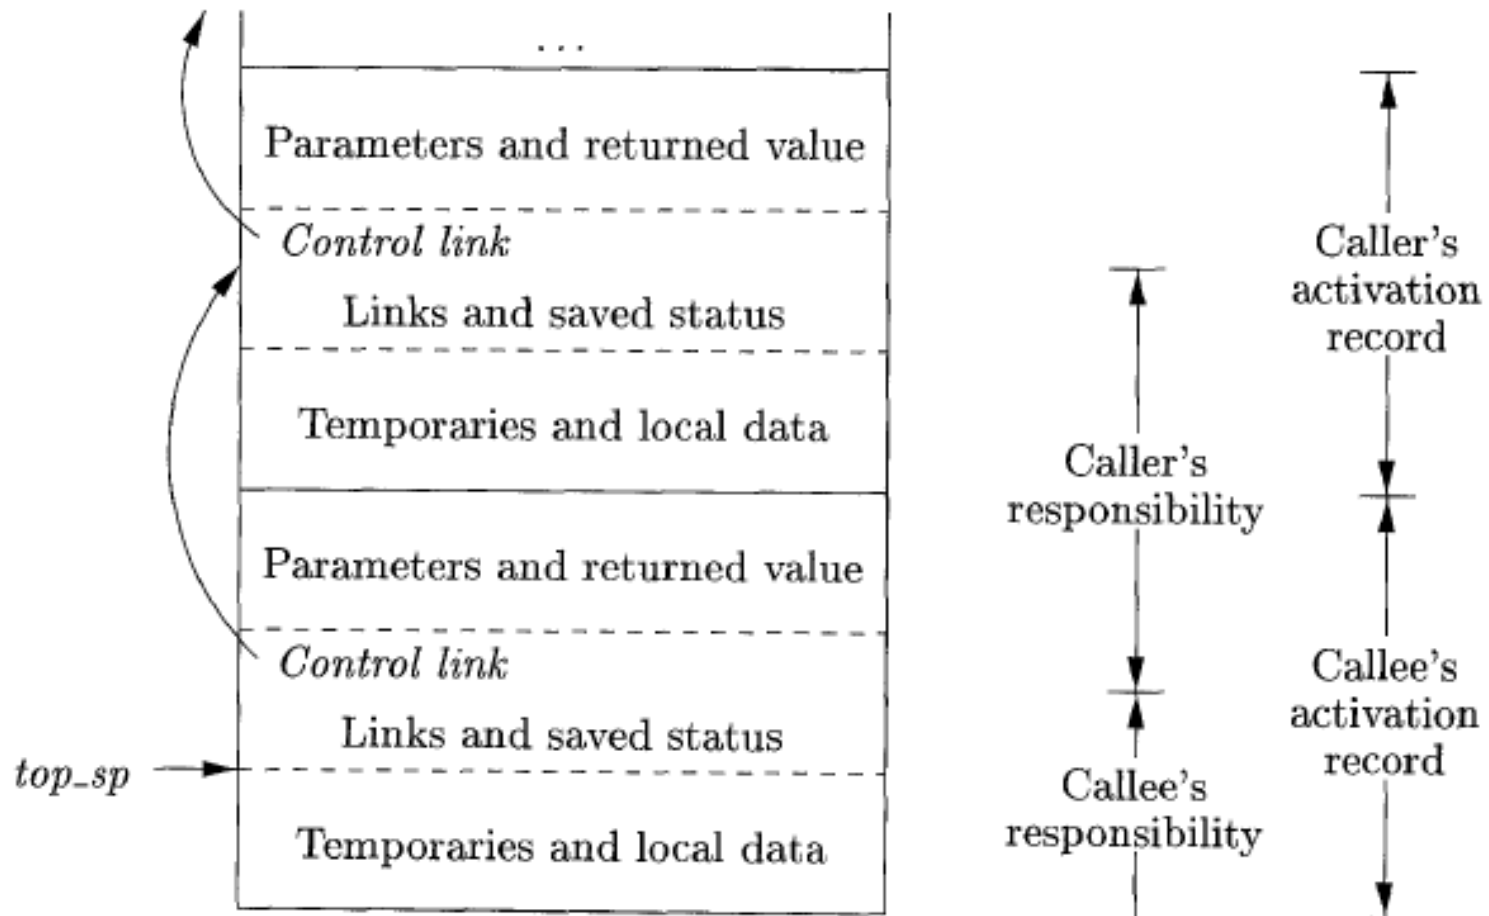 ...
Parameters and returned value
Control link
Links and saved status
Temporaries and local data
Parameters and returned value
Control link
Links and saved status
top_sp
Temporaries and local data
Caller's
responsibility
Callee's
responsibility
Caller's
activation
record
Callee's
activation
record